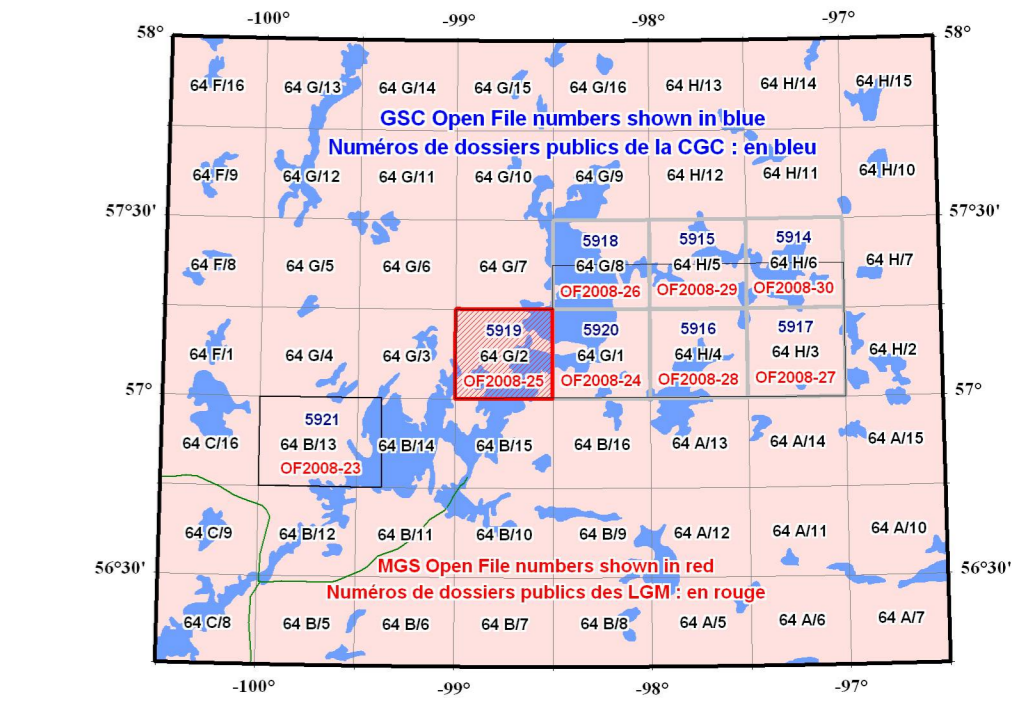 -100° -99° -98° -97°
58° 58°
64 F/16 64 G/13 64 G/14 64 G/15 64 G/16 64 H/13 64 H/14 64 H/15
GSC Open File numbers shown in blue
Numéros de dossiers publics de la CGC : en bleu
64 F/9 64 G/12 64 G/11 64 G/10 64 G/9 64 H/12 64 H/11 64 H/10
57°30' 57°30'
5918 5915 5914
64 F/8 64 G/5 64 G/6 64 G/7 64 G/8 64 H/5 64 H/6 64 H/7
OF2008-26 OF2008-29 OF2008-30
5919 5920 5916 5917
64 F/1 64 G/4 64 G/3 64 G/2 64 G/1 64 H/4 64 H/3 64 H/2
OF2008-25 OF2008-24 OF2008-28 OF2008-27
57° 57°
5921
64 C/16 64 B/13 64 B/14 64 B/15 64 B/16 64 A/13 64 A/14 64 A/15
OF2008-23
64 C/9 64 B/12 64 B/11 64 B/10 64 B/9 64 A/12 64 A/11 64 A/10
MGS Open File numbers shown in red
56°30' 56°30'
Numéros de dossiers publics des LGM : en rouge
64 C/8 64 B/5 64 B/6 64 B/7 64 B/8 64 A/5 64 A/6 64 A/7
-100° -99° -98° -97°